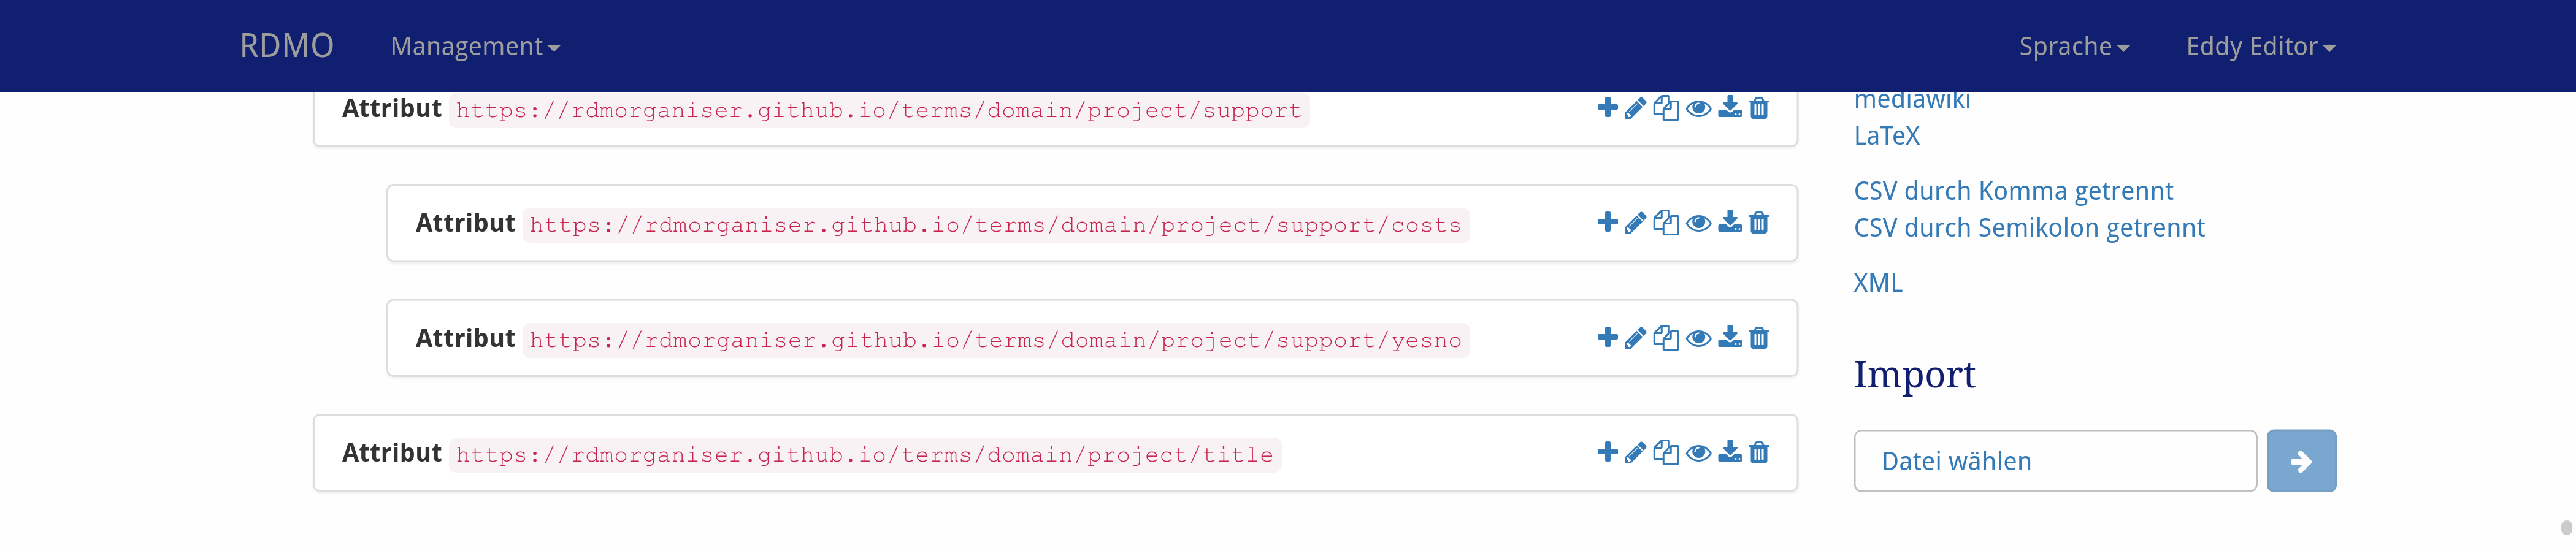 RDMO Management Sprache Eddy Editor
Attribut https://rdmorganiser.github.io/terms/domain/project/support
Attribut https://rdmorganiser.github.io/terms/domain/project/support/costs
Attribut https://rdmorganiser.github.io/terms/domain/project/support/yesno
Attribut https://rdmorganiser.github.io/terms/domain/project/title
mediawiki
LaTeX
CSV durch Komma getrennt
CSV durch Semikolon getrennt
XML
Import
Datei wählen